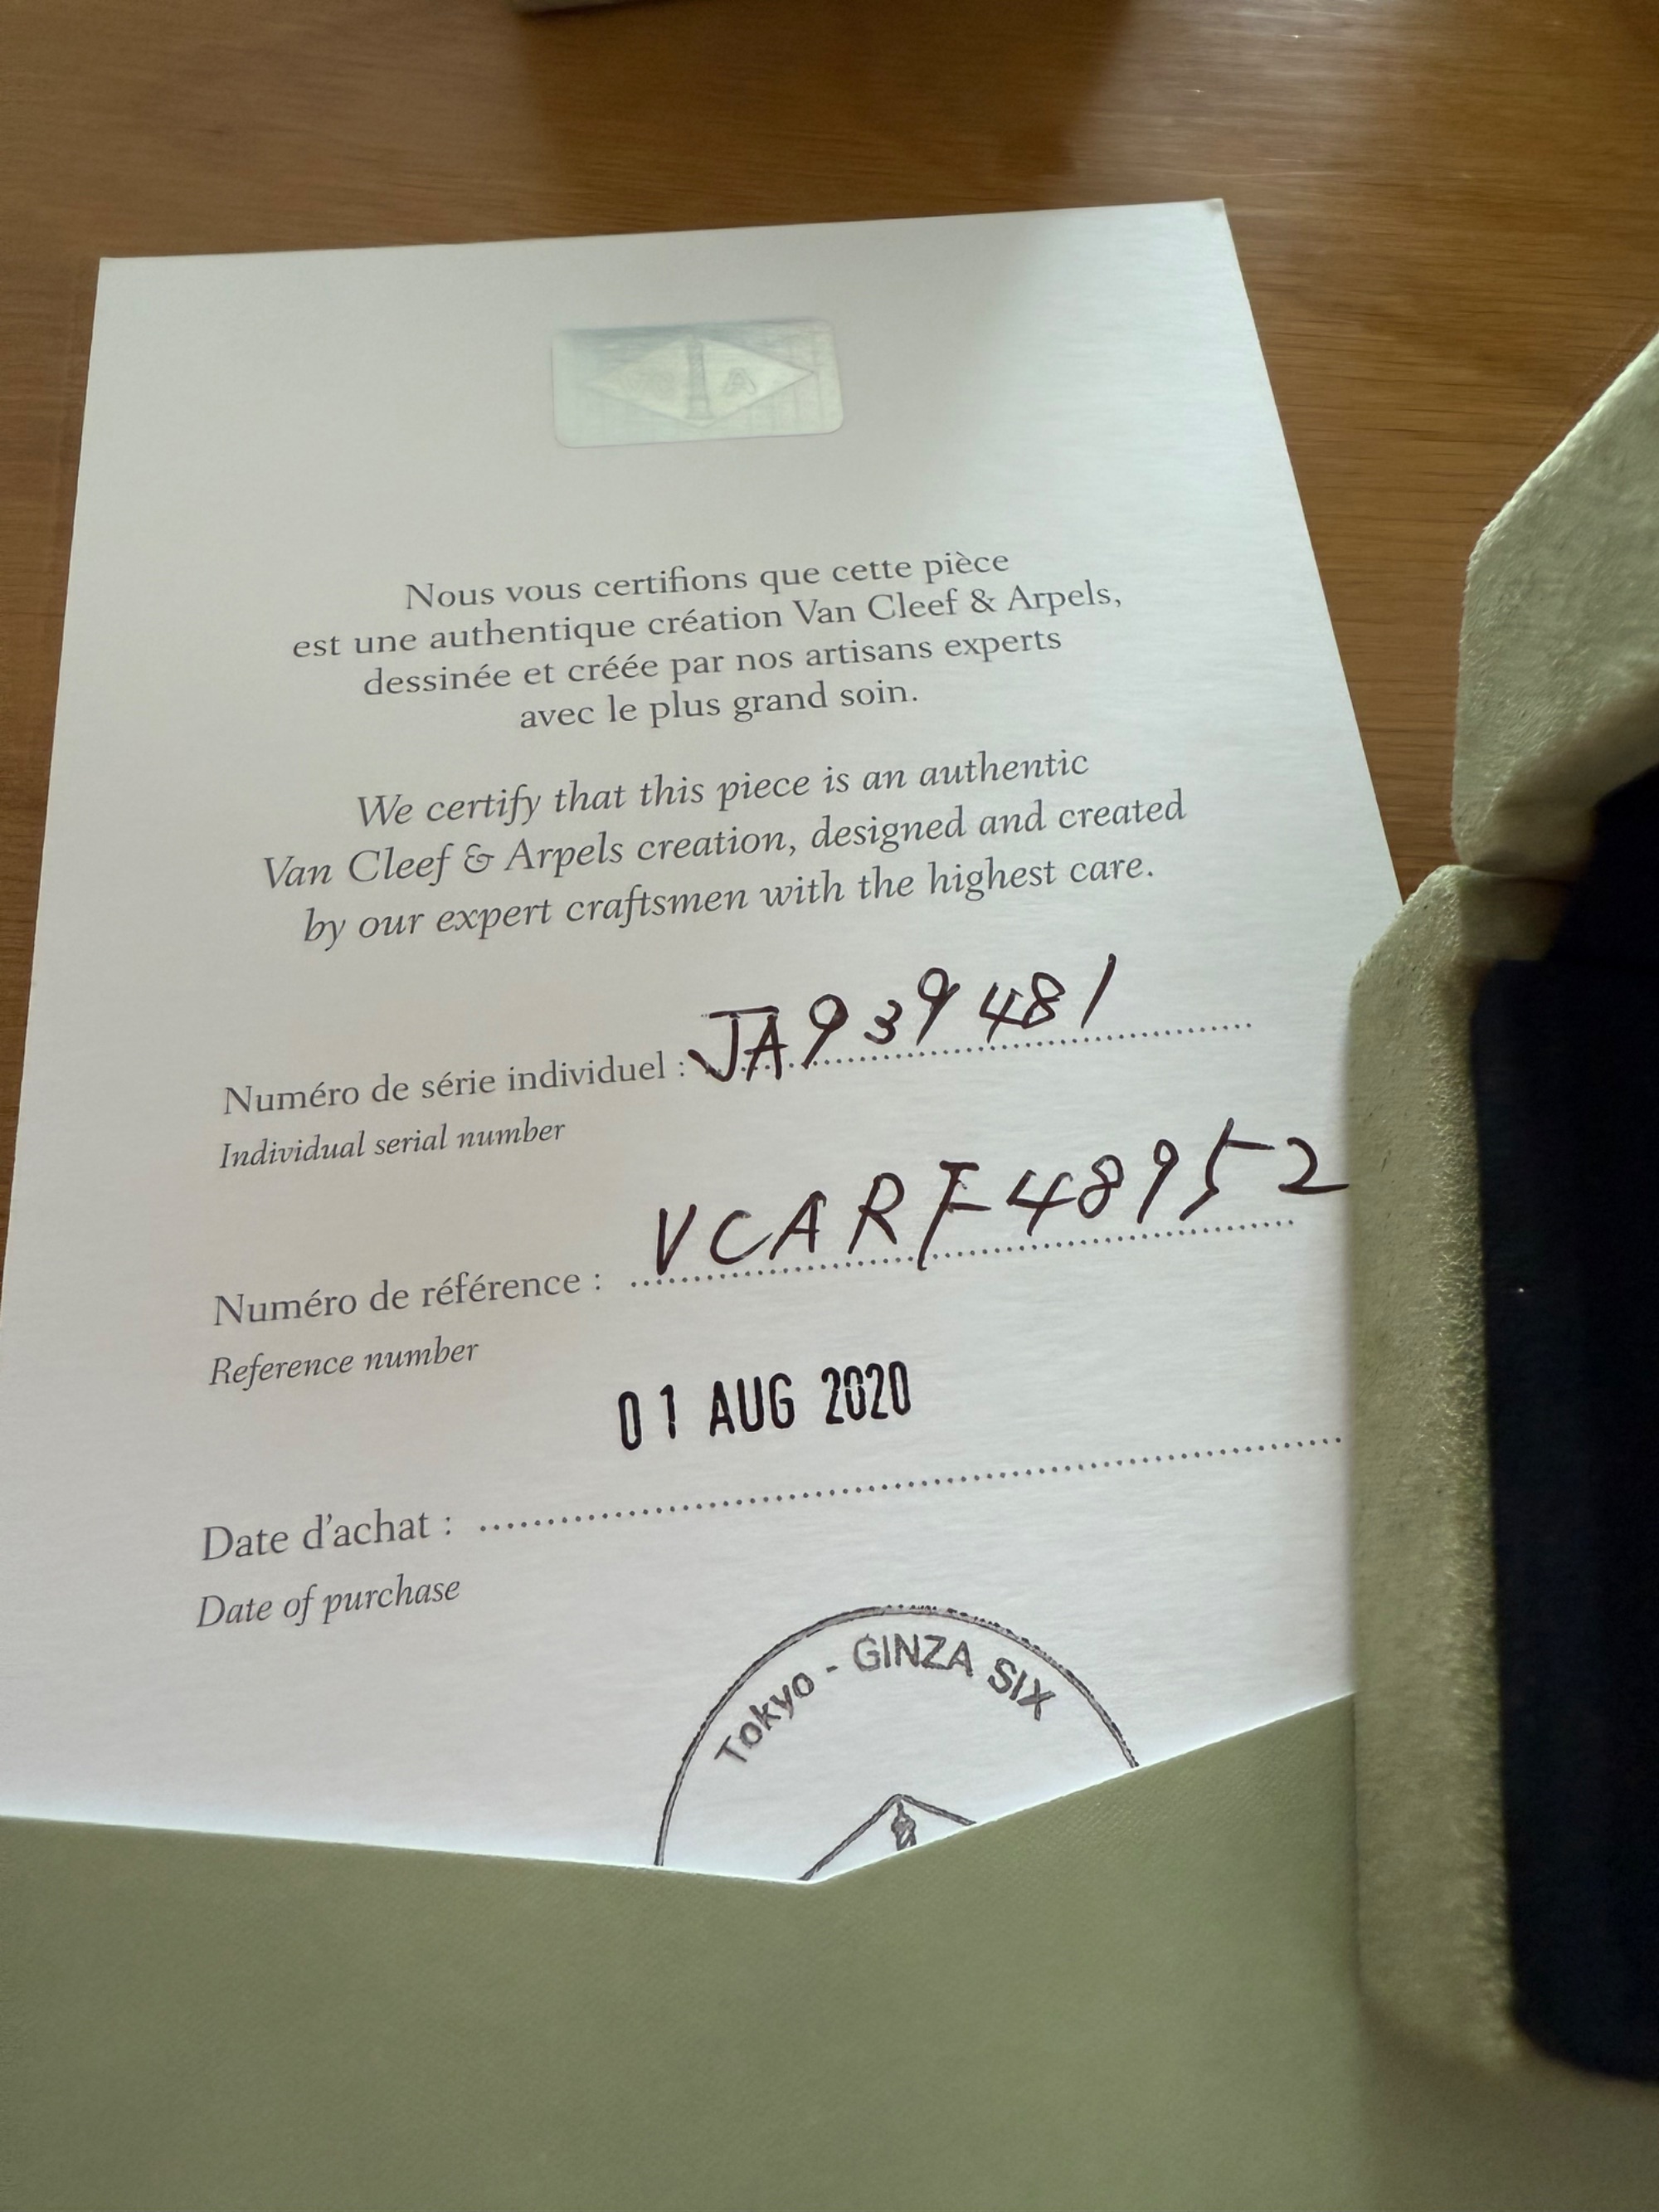 Nous vous certifions que cette pièce
est une authentique création Van Cleef & Arpels,
dessinée et créée par nos artisans experts
avec le plus grand soin.
We certify that this piece is an authentic
Van Cleef & Arpels creation, designed and created
by our expert craftsmen with the highest care.
Numéro de série individuel : JA939481
Individual serial number
Numéro de référence : VCARF48952
Reference number
01 AUG 2020
Date d'achat :
Date of purchase
Tokyo - GINZA SIX